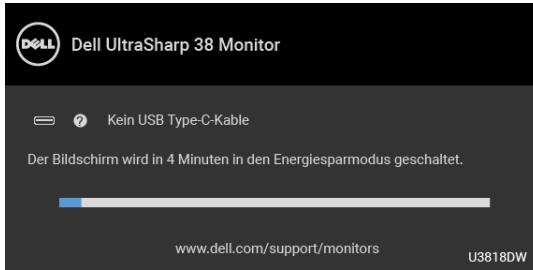 DELL Dell UltraSharp 38 Monitor
? Kein USB Type-C-Kable
Der Bildschirm wird in 4 Minuten in den Energiesparmodus geschaltet.
www.dell.com/support/monitors
U3818DW